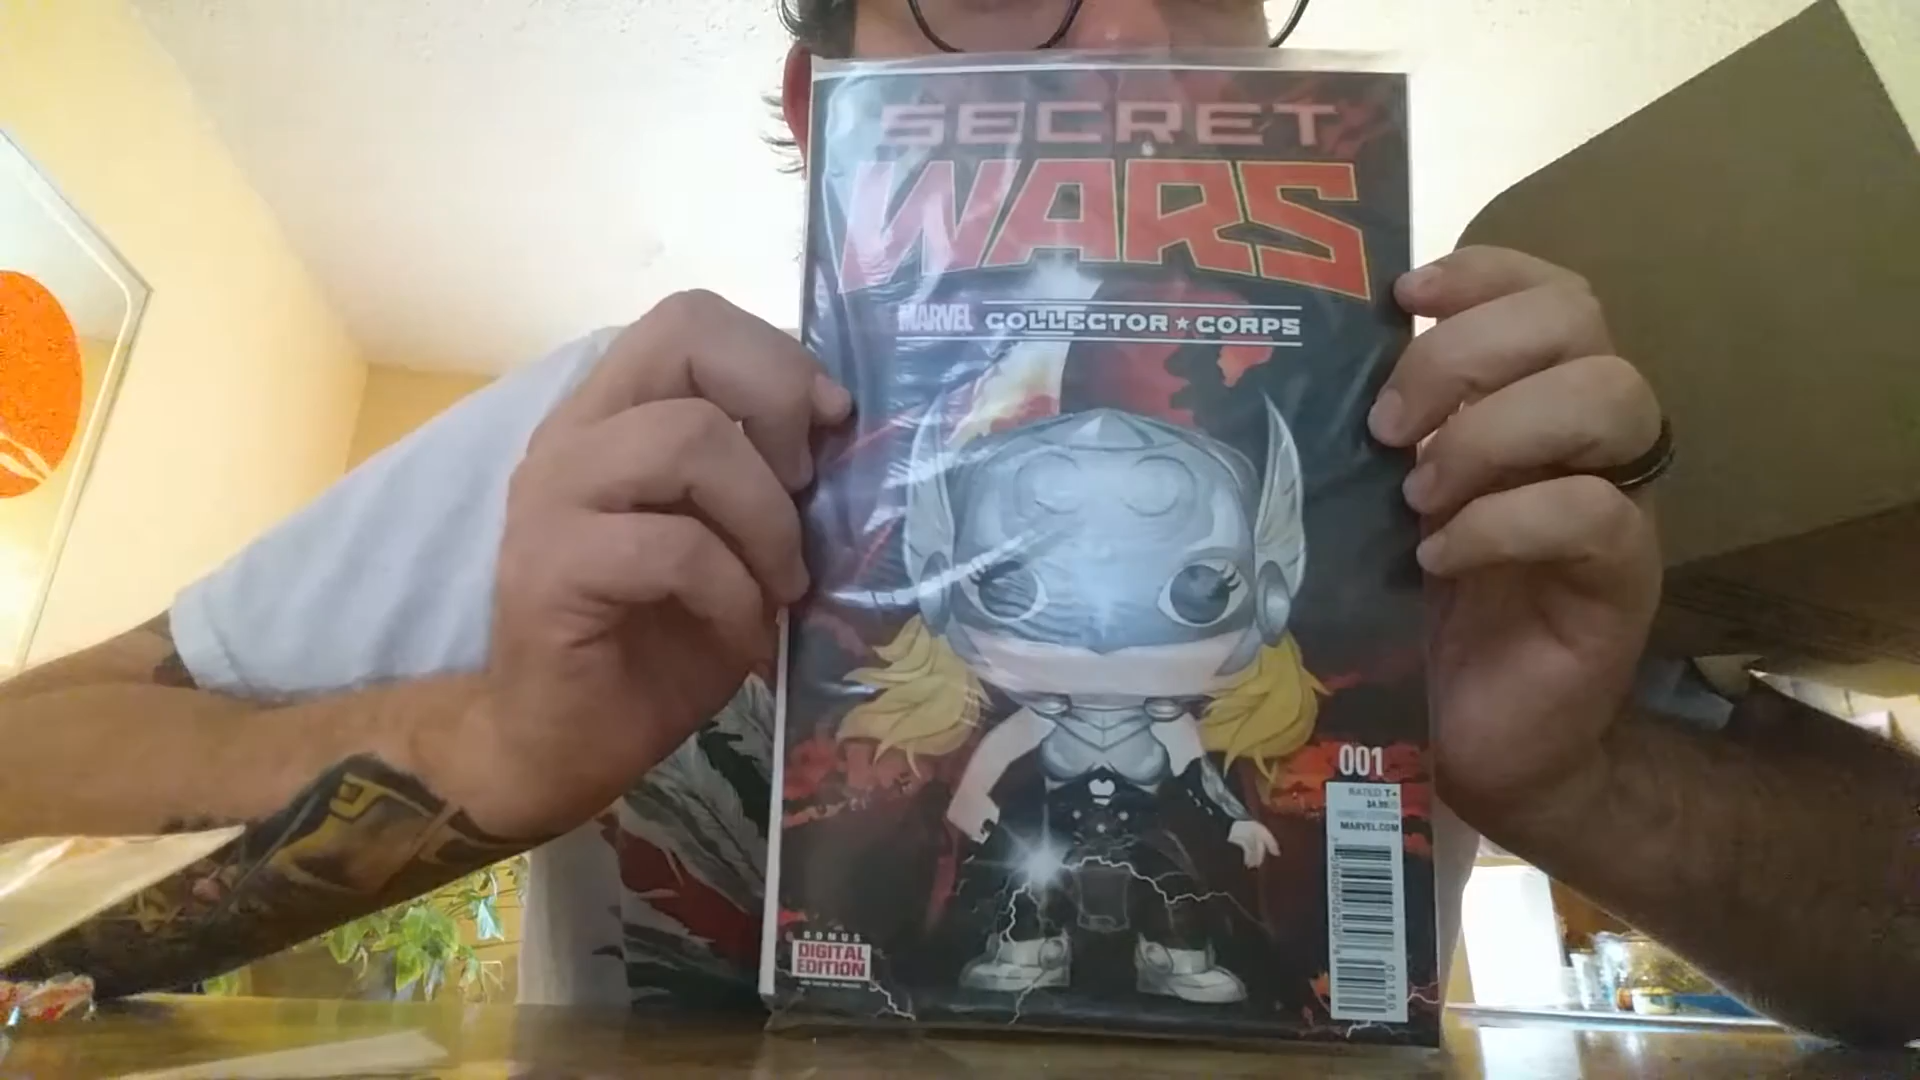 SECRET
WARS
MARVEL COLLECTOR ★ CORPS
001
RATED T+
MARVEL.COM
BONUS
DIGITAL
EDITION